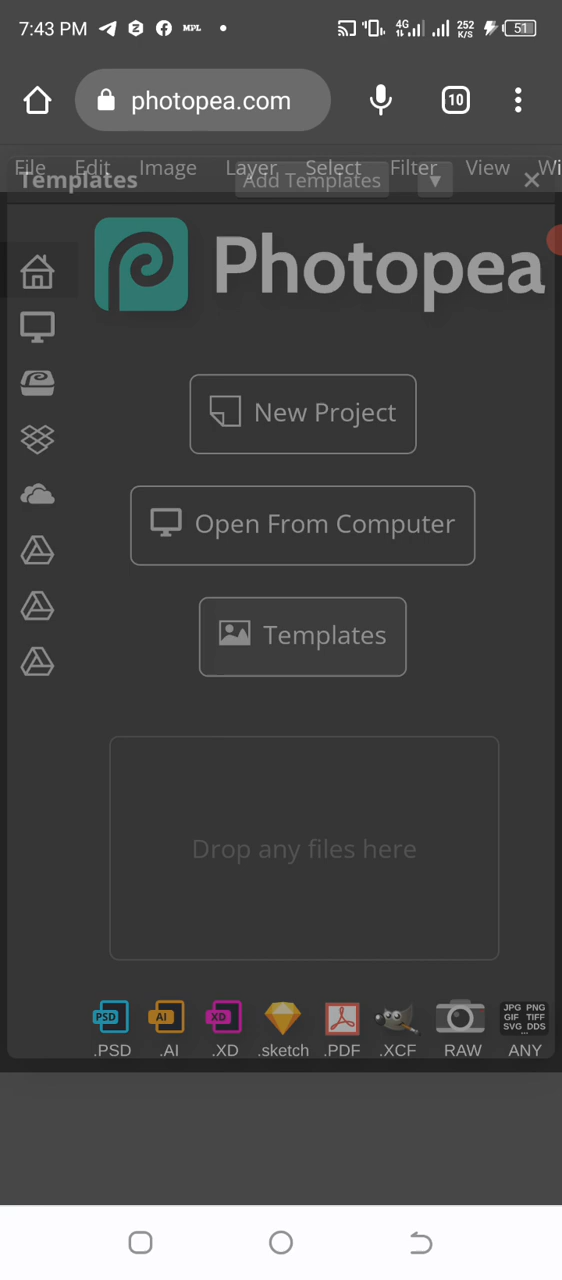 7:43 PM MPL 4G 252 K/S 51
photopea.com 10
File Edit Image Layer Select Filter View Wi
Templates Add Templates ▼ ✕
Photopea
New Project
Open From Computer
Templates
Drop any files here
PSD AI XD JPG PNG
GIF TIFF
SVG DDS
...
.PSD .AI .XD .sketch .PDF .XCF RAW ANY